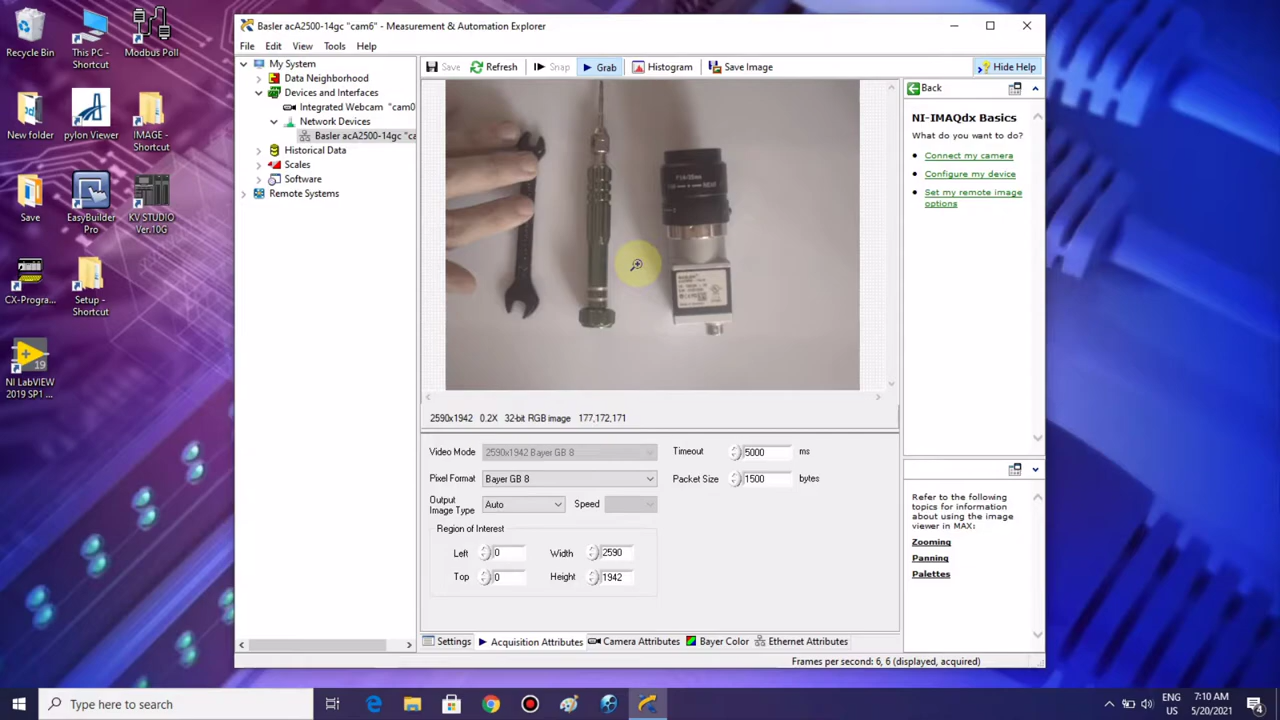 Recycle Bin
This PC - Shortcut
Modbus Poll
New folder
pylon Viewer
IMAGE - Shortcut
Save
EasyBuilder Pro
KV STUDIO Ver.10G
CX-Progra...
Setup - Shortcut
NI LabVIEW 2019 SP1 ...
Basler acA2500-14gc "cam6" - Measurement & Automation Explorer
File Edit View Tools Help
My System
Data Neighborhood
Devices and Interfaces
Integrated Webcam "cam0
Network Devices
Basler acA2500-14gc "ca
Historical Data
Scales
Software
Remote Systems
Save Refresh Snap Grab Histogram Save Image Hide Help
2590x1942 0.2X 32-bit RGB image 177,172,171
Video Mode 2590x1942 Bayer GB 8 Timeout 5000 ms
Pixel Format Bayer GB 8 Packet Size 1500 bytes
Output Image Type Auto Speed
Region of Interest
Left 0 Width 2590
Top 0 Height 1942
Settings Acquisition Attributes Camera Attributes Bayer Color Ethernet Attributes
Back
NI-IMAQdx Basics
What do you want to do?
Connect my camera
Configure my device
Set my remote image
options
Refer to the following
topics for information
about using the image
viewer in MAX:
Zooming
Panning
Palettes
Frames per second: 6, 6 (displayed, acquired)
Type here to search
ENG
US
7:10 AM
5/20/2021
4